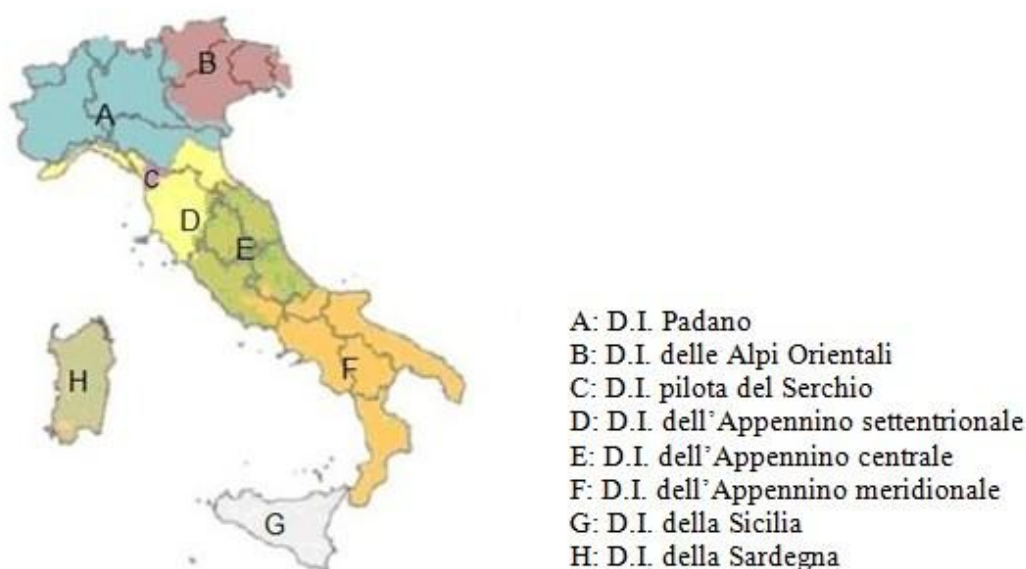 B
A
C
D
E
H
F
G
A: D.I. Padano
B: D.I. delle Alpi Orientali
C: D.I. pilota del Serchio
D: D.I. dell’Appennino settentrionale
E: D.I. dell’Appennino centrale
F: D.I. dell’Appennino meridionale
G: D.I. della Sicilia
H: D.I. della Sardegna